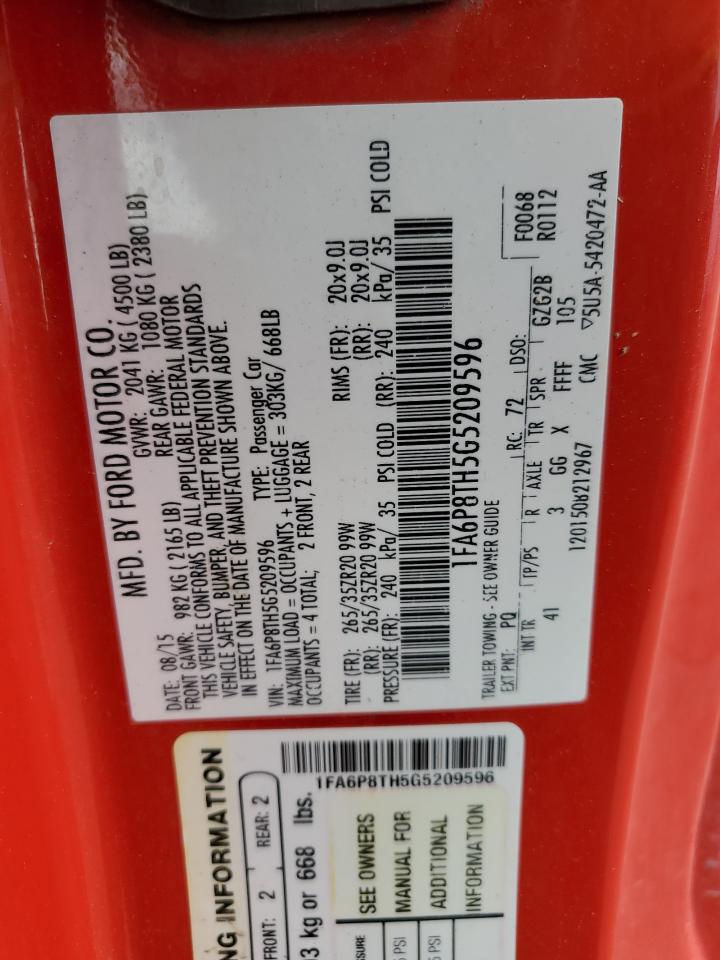 MFD. BY FORD MOTOR CO.
DATE: 08/15 GVWR: 2041 KG ( 4500 LB)
FRONT GAWR: 982 KG ( 2165 LB) REAR GAWR: 1080 KG ( 2380 LB)
THIS VEHICLE CONFORMS TO ALL APPLICABLE FEDERAL MOTOR
VEHICLE SAFETY, BUMPER, AND THEFT PREVENTION STANDARDS
IN EFFECT ON THE DATE OF MANUFACTURE SHOWN ABOVE.
VIN: 1FA6P8TH5G5209596 TYPE: Passenger Car
MAXIMUM LOAD = OCCUPANTS + LUGGAGE = 303KG/ 668LB
OCCUPANTS = 4 TOTAL; 2 FRONT, 2 REAR
TIRE (FR): 265/35ZR20 99W RIMS (FR): 20x9.0J
(RR): 265/35ZR20 99W (RR): 20x9.0J
PRESSURE (FR): 240 kPa/ 35 PSI COLD (RR): 240 kPa/ 35 PSI COLD
1FA6P8TH5G5209596
TRAILER TOWING - SEE OWNER GUIDE
EXT PNT: PQ RC: 72 DSO: F0068
R0112
INT TR TP/PS R AXLE TR SPR GZG2B
41 3 GG X FFFF 105
1201508212967 CMC ▽5U5A-5420472-AA
1FA6P8TH5G5209596
NG INFORMATION
FRONT: 2 REAR: 2
03 kg or 668 lbs.
SSURE SEE OWNERS
PSI MANUAL FOR
PSI ADDITIONAL
INFORMATION